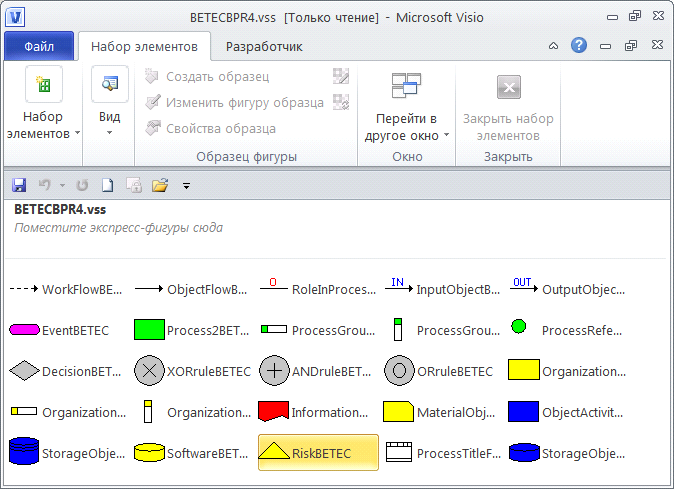 BETECBPR4.vss [Только чтение] - Microsoft Visio
Файл Набор элементов Разработчик
Набор элементов
Вид
Создать образец
Изменить фигуру образца
Свойства образца
Образец фигуры
Перейти в другое окно
Окно
Закрыть набор элементов
Закрыть
BETECBPR4.vss
Поместите экспресс-фигуры сюда
WorkFlowBE... ObjectFlowB... O RoleInProces... IN InputObjectB... OUT OutputObjec...
EventBETEC Process2BET... ProcessGrou... ProcessGrou... ProcessRefe...
DecisionBET... XORruleBETEC ANDruleBET... ORruleBETEC Organization...
Organization... Organization... Information... MaterialObj... ObjectActivit...
StorageObje... SoftwareBET... RiskBETEC ProcessTitleF... StorageObje...